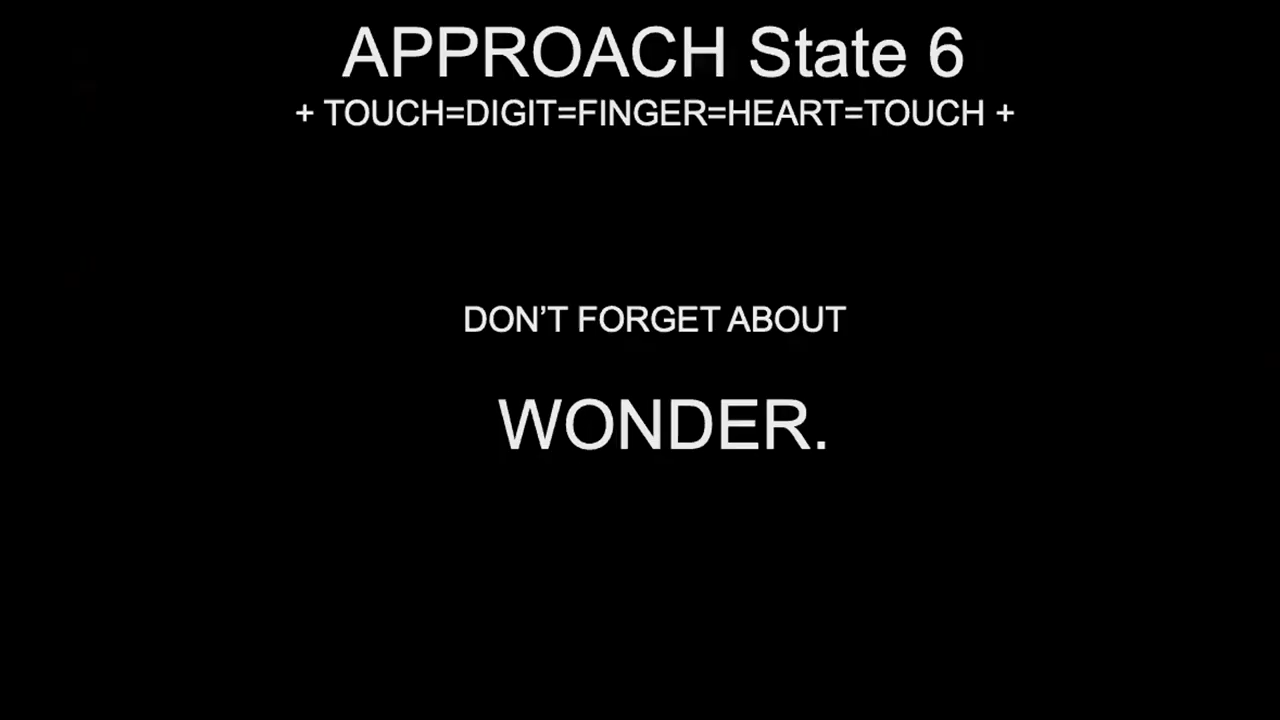 APPROACH State 6
+ TOUCH=DIGIT=FINGER=HEART=TOUCH +
DON’T FORGET ABOUT
WONDER.